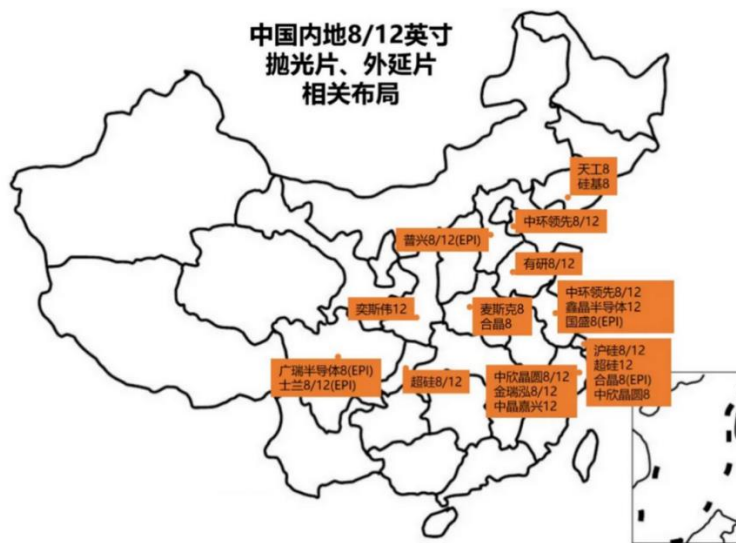 中国内地8/12英寸
抛光片、外延片
相关布局
天工8
硅基8
中环领先8/12
普兴8/12(EPI)
有研8/12
中环领先8/12
鑫晶半导体12
国盛8(EPI)
奕斯伟12
麦斯克8
合晶8
沪硅8/12
超硅12
合晶8(EPI)
中欣晶圆8
广瑞半导体8(EPI)
士兰8/12(EPI)
超硅8/12
中欣晶圆8/12
金瑞泓8/12
中晶嘉兴12